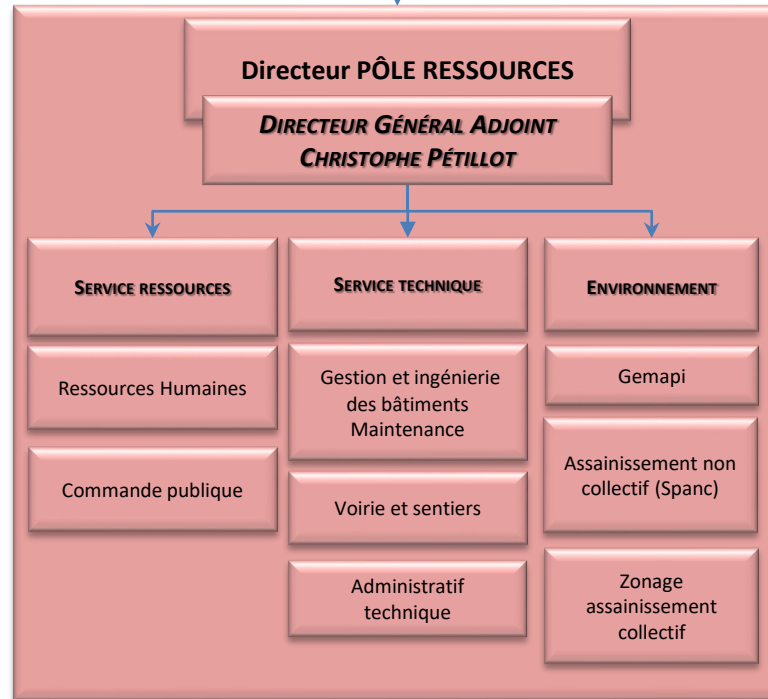 Directeur PÔLE RESSOURCES
DIRECTEUR GÉNÉRAL ADJOINT
CHRISTOPHE PÉTILLOT
SERVICE RESSOURCES
Ressources Humaines
Commande publique
SERVICE TECHNIQUE
Gestion et ingénierie
des bâtiments
Maintenance
Voirie et sentiers
Administratif
technique
ENVIRONNEMENT
Gemapi
Assainissement non
collectif (Spanc)
Zonage
assainissement
collectif